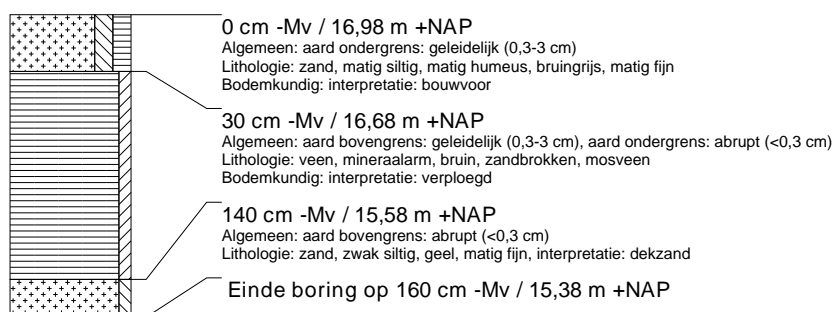 0 cm -Mv / 16,98 m +NAP
Algemeen: aard ondergrens: geleidelijk (0,3-3 cm)
Lithologie: zand, matig siltig, matig humeus, bruingrijs, matig fijn
Bodemkundig: interpretatie: bouwvoor
30 cm -Mv / 16,68 m +NAP
Algemeen: aard bovengrens: geleidelijk (0,3-3 cm), aard ondergrens: abrupt (<0,3 cm)
Lithologie: veen, mineraalarm, bruin, zandbrokken, mosveen
Bodemkundig: interpretatie: verploegd
140 cm -Mv / 15,58 m +NAP
Algemeen: aard bovengrens: abrupt (<0,3 cm)
Lithologie: zand, zwak siltig, geel, matig fijn, interpretatie: dekzand
Einde boring op 160 cm -Mv / 15,38 m +NAP